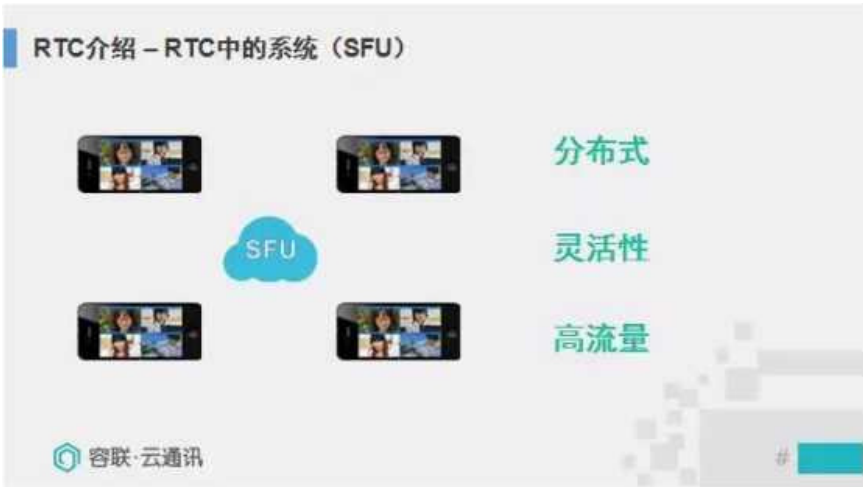 RTC介绍 – RTC中的系统（SFU）
分布式
SFU
灵活性
高流量
容联·云通讯
#